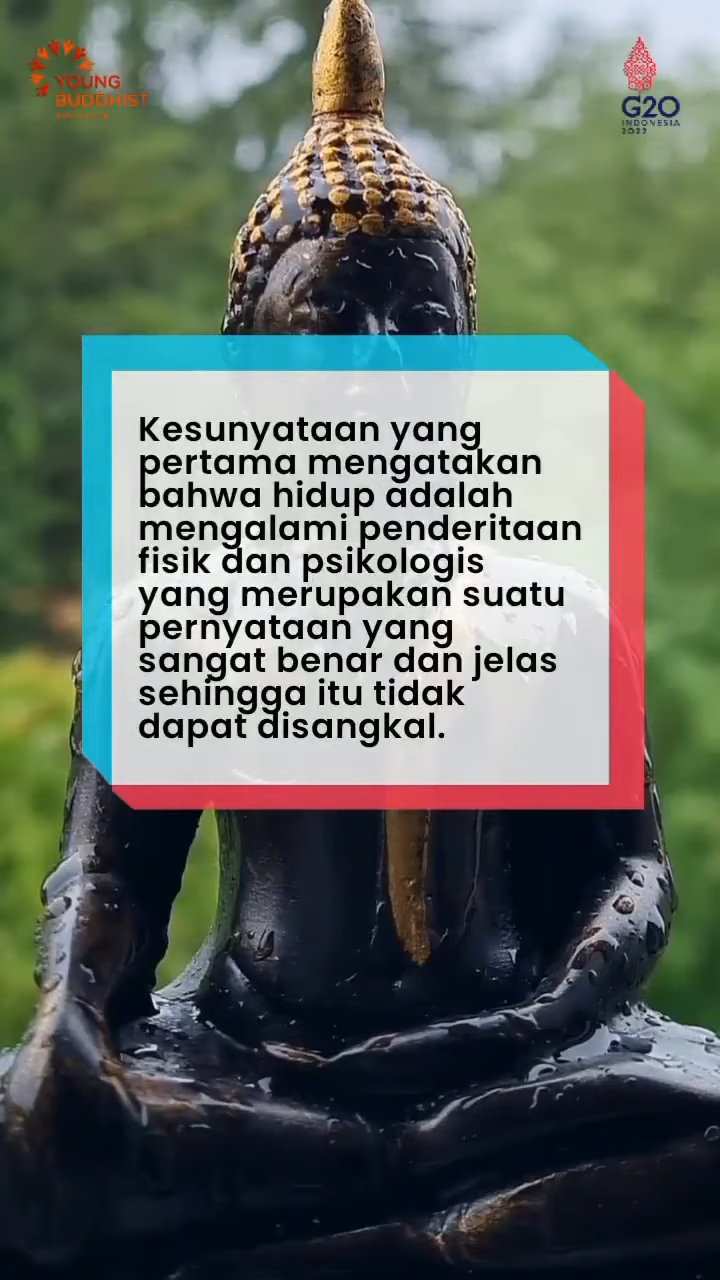 YOUNG
BUDDHIST
G20
INDONESIA
2022
Kesunyataan yang
pertama mengatakan
bahwa hidup adalah
mengalami penderitaan
fisik dan psikologis
yang merupakan suatu
pernyataan yang
sangat benar dan jelas
sehingga itu tidak
dapat disangkal.